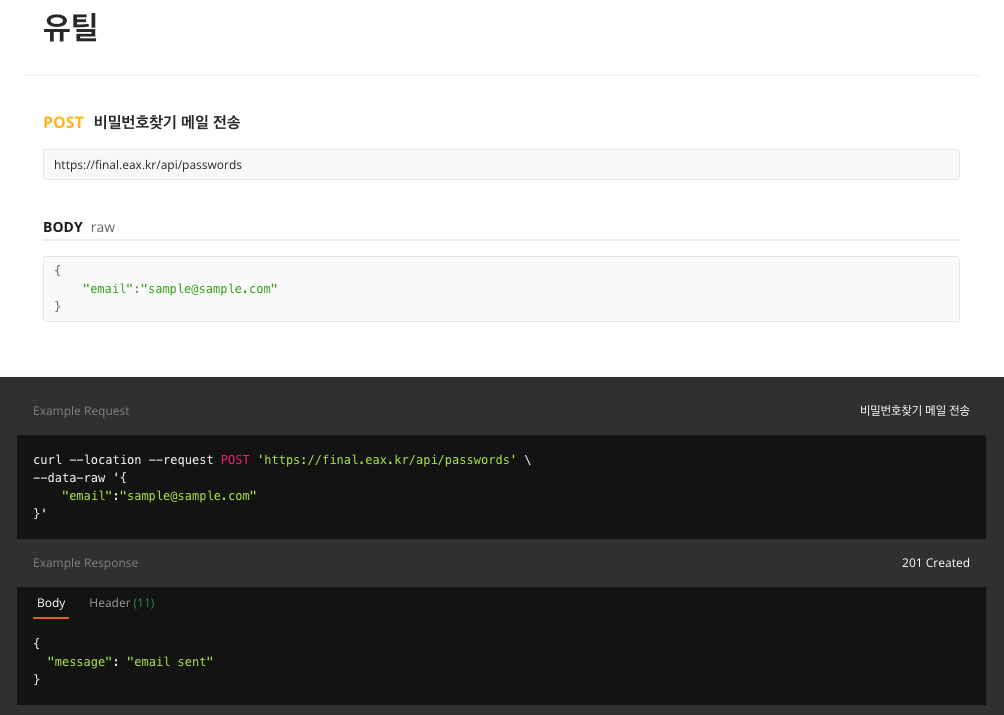 유틸
POST 비밀번호찾기 메일 전송
https://final.eax.kr/api/passwords
BODY raw
{
    "email":"sample@sample.com"
}
Example Request 비밀번호찾기 메일 전송
curl --location --request POST 'https://final.eax.kr/api/passwords' \
--data-raw '{
    "email":"sample@sample.com"
}'
Example Response 201 Created
Body Header (11)
{
  "message": "email sent"
}